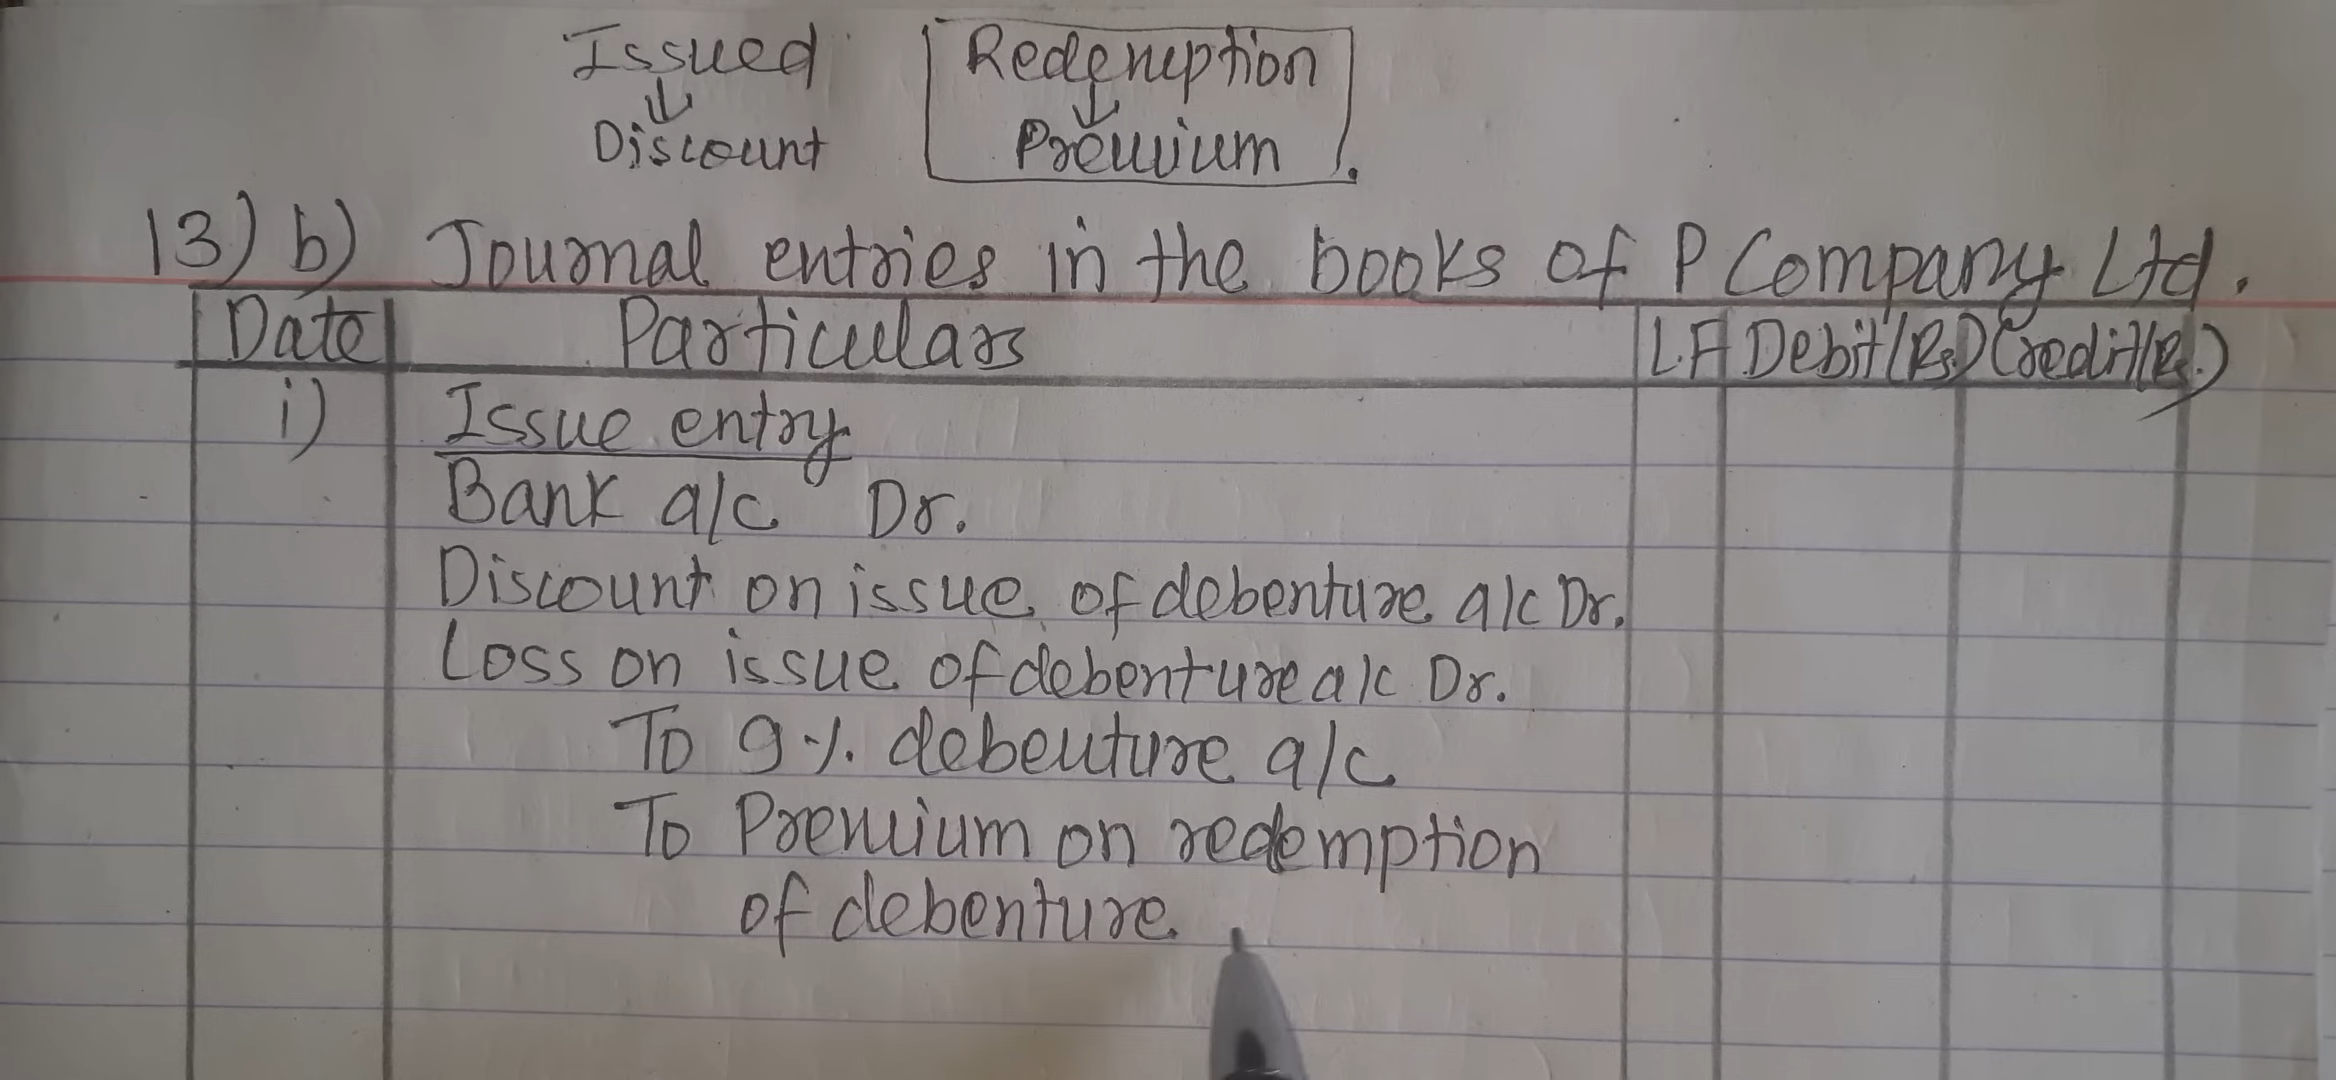 Issued Redemption
↓ ↓
Discount Premium
13) b) Journal entries in the books of P Company Ltd.
Date Particulars LF Debit(Rs.) Credit(Rs.)
i) Issue entry
Bank a/c Dr.
Discount on issue of debenture a/c Dr.
Loss on issue of debenture a/c Dr.
To 9% debenture a/c
To Premium on redemption
of debenture